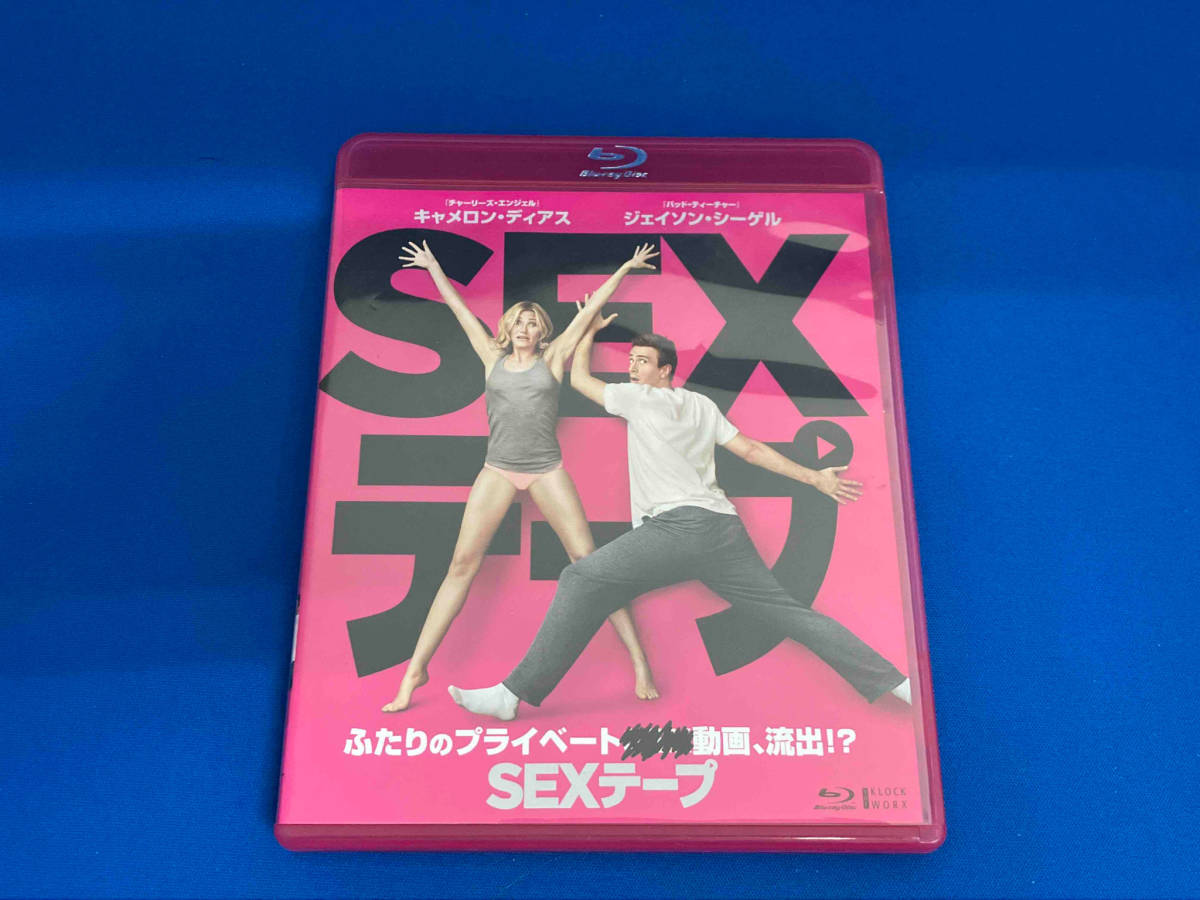 Blu-ray Disc
「チャーリーズ・エンジェル」
キャメロン・ディアス
「バッド・ティーチャー」
ジェイソン・シーゲル
SEX
テープ
ふたりのプライベート動画、流出!?
SEXテープ
Blu-ray Disc
KLOCK
WORX